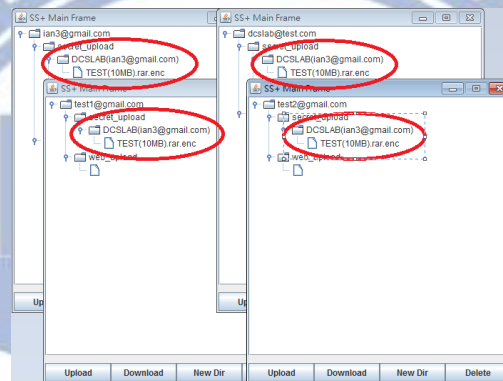 SS+ Main Frame
ian3@gmail.com
secret_upload
DCSLAB(ian3@gmail.com)
TEST(10MB).rar.enc
SS+ Main Frame
dcslab@test.com
secret_upload
DCSLAB(ian3@gmail.com)
TEST(10MB).rar.enc
SS+ Main Frame
test1@gmail.com
secret_upload
DCSLAB(ian3@gmail.com)
TEST(10MB).rar.enc
web_upload
Upload Download New Dir
SS+ Main Frame
test2@gmail.com
secret_upload
DCSLAB(ian3@gmail.com)
TEST(10MB).rar.enc
web_upload
Upload Download New Dir Delete
Up
Up